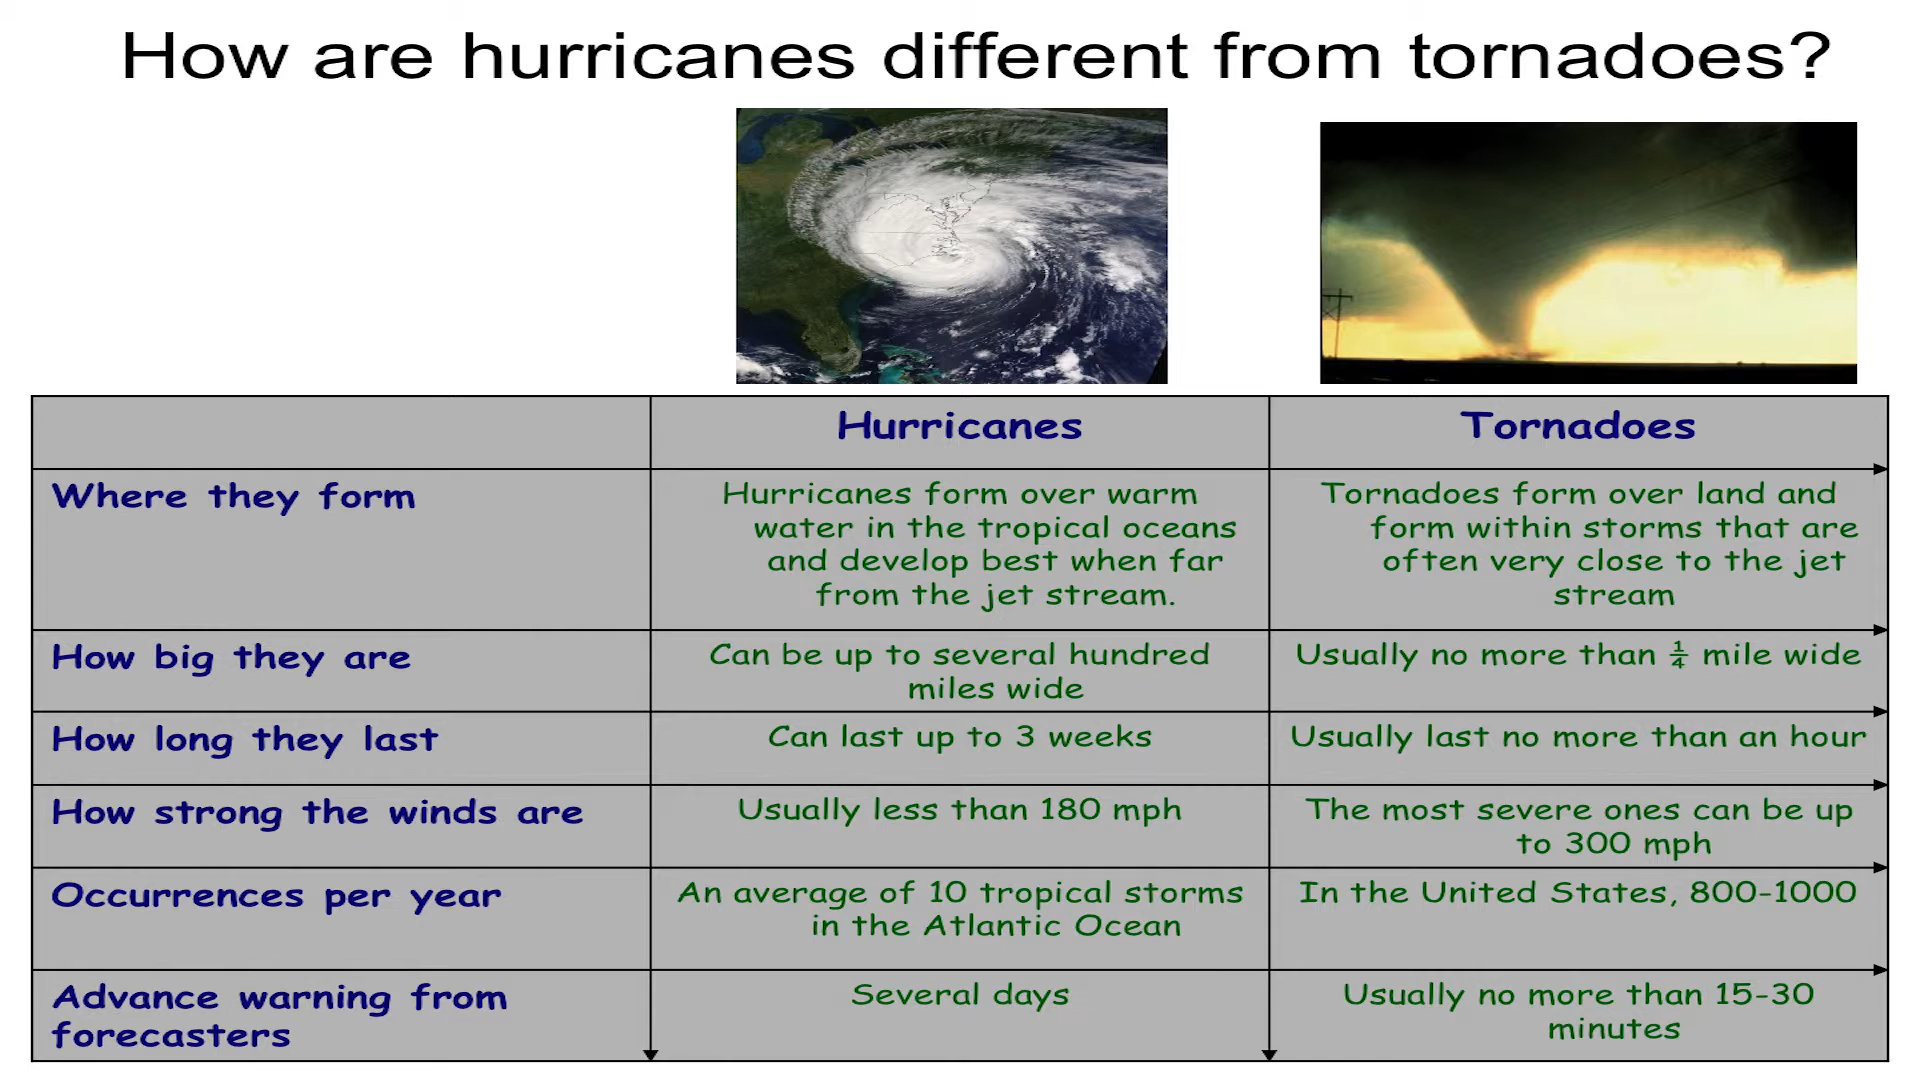 How are hurricanes different from tornadoes?
Hurricanes
Tornadoes
Where they form
Hurricanes form over warm
water in the tropical oceans
and develop best when far
from the jet stream.
Tornadoes form over land and
form within storms that are
often very close to the jet
stream
How big they are
Can be up to several hundred
miles wide
Usually no more than ¼ mile wide
How long they last
Can last up to 3 weeks
Usually last no more than an hour
How strong the winds are
Usually less than 180 mph
The most severe ones can be up
to 300 mph
Occurrences per year
An average of 10 tropical storms
in the Atlantic Ocean
In the United States, 800-1000
Advance warning from
forecasters
Several days
Usually no more than 15-30
minutes